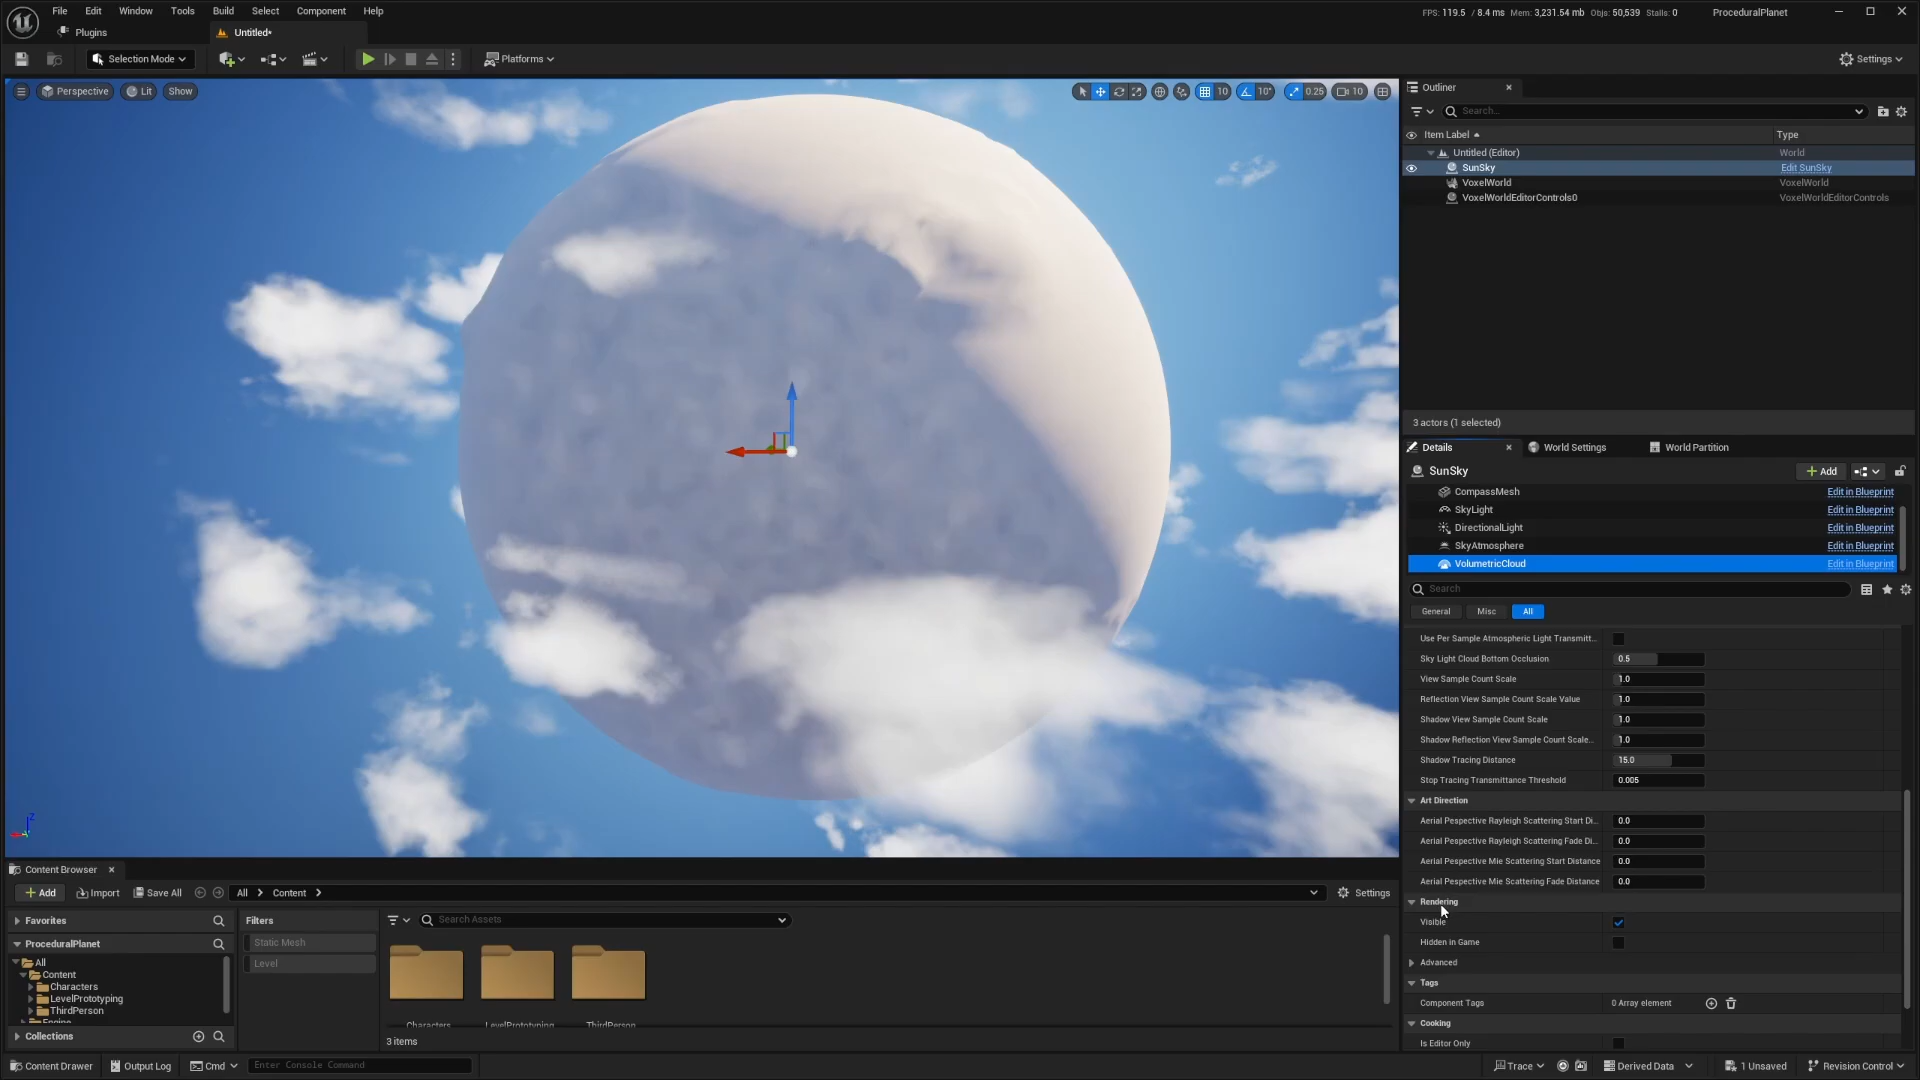 File Edit Window Tools Build Select Component Help
FPS: 119.5 / 8.4 ms Mem: 3,231.54 mb Objs: 50,539 Stalls: 0 ProceduralPlanet
Plugins
Untitled*
Selection Mode
Platforms
Settings
Perspective Lit Show
10 10° 0.25 10
Outliner
Search...
Item Label Type
Untitled (Editor) World
SunSky Edit SunSky
VoxelWorld VoxelWorld
VoxelWorldEditorControls0 VoxelWorldEditorControls
3 actors (1 selected)
Details World Settings World Partition
SunSky
Add
CompassMesh Edit in Blueprint
SkyLight Edit in Blueprint
DirectionalLight Edit in Blueprint
SkyAtmosphere Edit in Blueprint
VolumetricCloud Edit in Blueprint
Search
General Misc All
Use Per Sample Atmospheric Light Transmitt..
Sky Light Cloud Bottom Occlusion 0.5
View Sample Count Scale 1.0
Reflection View Sample Count Scale Value 1.0
Shadow View Sample Count Scale 1.0
Shadow Reflection View Sample Count Scale.. 1.0
Shadow Tracing Distance 15.0
Stop Tracing Transmittance Threshold 0.005
Art Direction
Aerial Pespective Rayleigh Scattering Start Di.. 0.0
Aerial Pespective Rayleigh Scattering Fade Di.. 0.0
Aerial Pespective Mie Scattering Start Distance 0.0
Aerial Pespective Mie Scattering Fade Distance 0.0
Rendering
Visible
Hidden in Game
Advanced
Tags
Component Tags 0 Array element
Cooking
Is Editor Only
Z
Content Browser
Add Import Save All All Content Settings
Favorites
ProceduralPlanet
All
Content
Characters
LevelPrototyping
ThirdPerson
Engine
Collections
Filters
Static Mesh
Level
Search Assets
Characters LevelPrototyping ThirdPerson
3 items
Content Drawer Output Log Cmd Enter Console Command
Trace Derived Data 1 Unsaved Revision Control